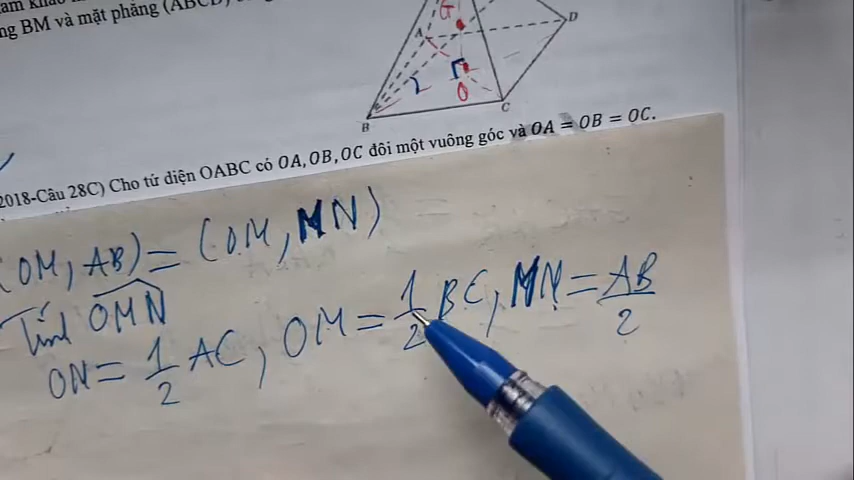 ng BM và mặt phẳng (ABCD)
A
D
2
O
B
C
2018-Câu 28C) Cho tứ diện OABC có OA, OB, OC đôi một vuông góc và OA = OB = OC.
(OM, AB) = (OM, MN)
Tính OMN
ON = 1/2 AC, OM = 1/2 BC, MN = AB/2